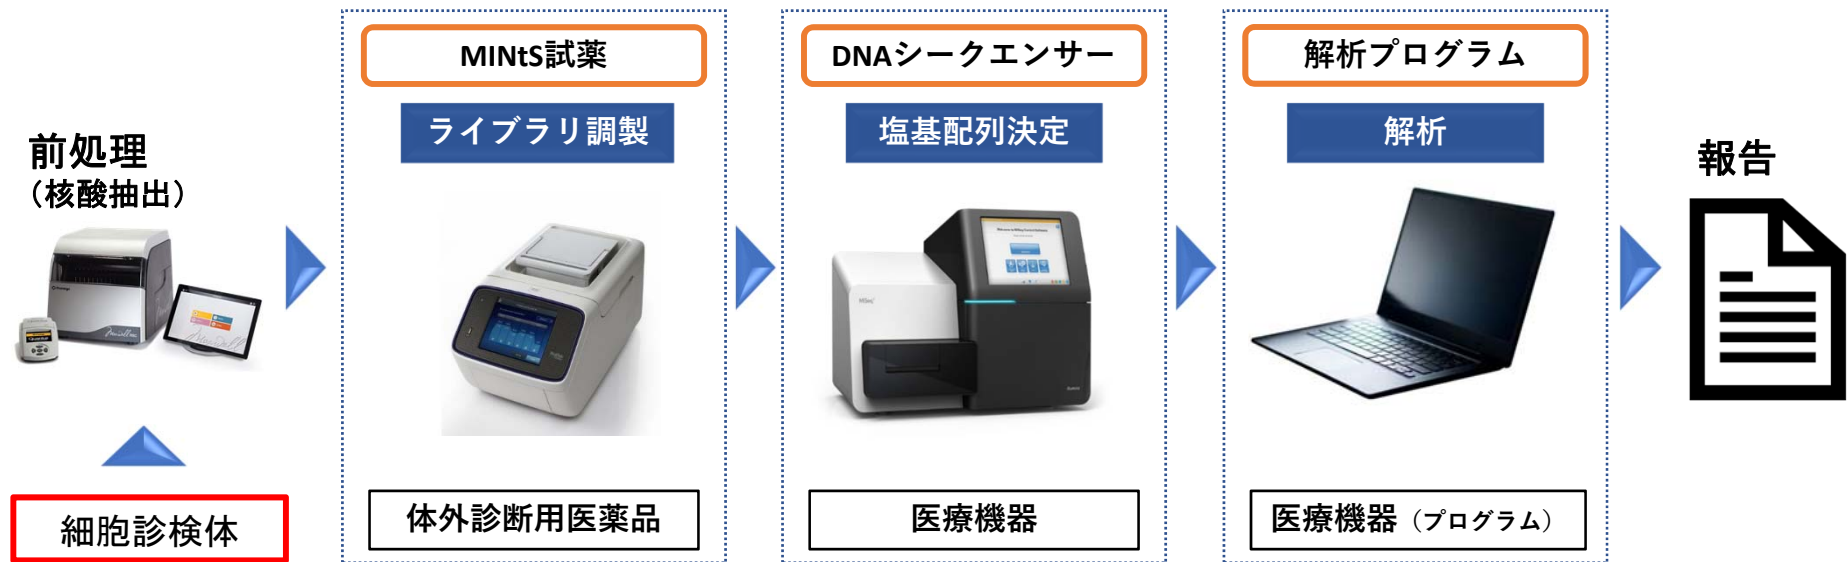 前処理
（核酸抽出）
細胞診検体
MINtS試薬
ライブラリ調製
体外診断用医薬品
DNAシークエンサー
塩基配列決定
MiSeq
医療機器
解析プログラム
解析
医療機器（プログラム）
報告